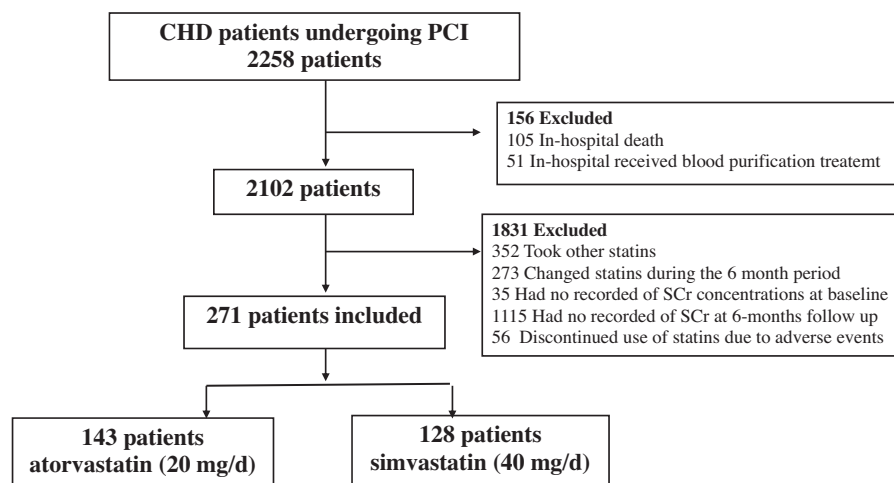 CHD patients undergoing PCI
2258 patients
156 Excluded
105 In-hospital death
51 In-hospital received blood purification treatemt
2102 patients
1831 Excluded
352 Took other statins
273 Changed statins during the 6 month period
35 Had no recorded of SCr concentrations at baseline
1115 Had no recorded of SCr at 6-months follow up
56 Discontinued use of statins due to adverse events
271 patients included
143 patients
atorvastatin (20 mg/d)
128 patients
simvastatin (40 mg/d)